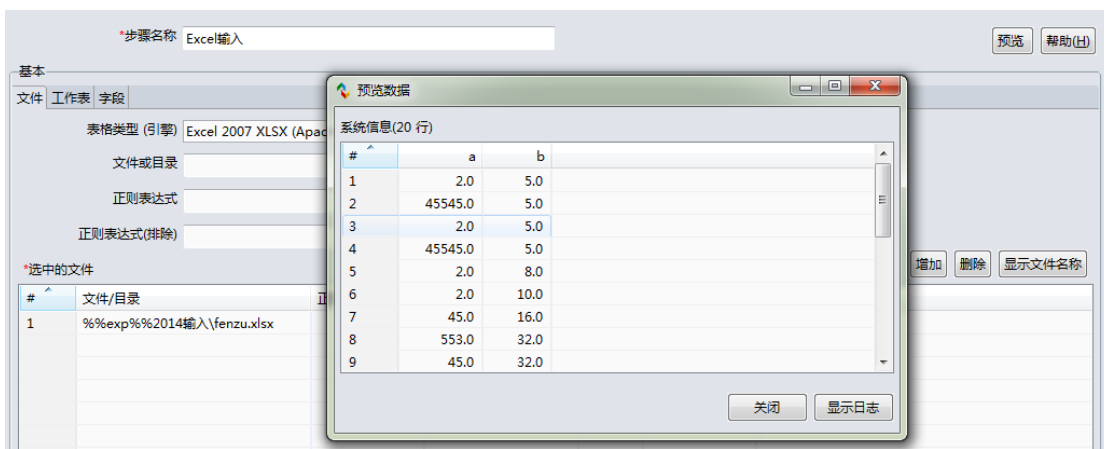 *步骤名称 Excel输入 预览 帮助(H)
基本
文件 工作表 字段
表格类型 (引擎) Excel 2007 XLSX (Apac
文件或目录
正则表达式
正则表达式(排除)
*选中的文件 增加 删除 显示文件名称
# 文件/目录
1 %%exp%%2014输入\fenzu.xlsx
预览数据
系统信息(20 行)
# a b
1 2.0 5.0
2 45545.0 5.0
3 2.0 5.0
4 45545.0 5.0
5 2.0 8.0
6 2.0 10.0
7 45.0 16.0
8 553.0 32.0
9 45.0 32.0
关闭 显示日志